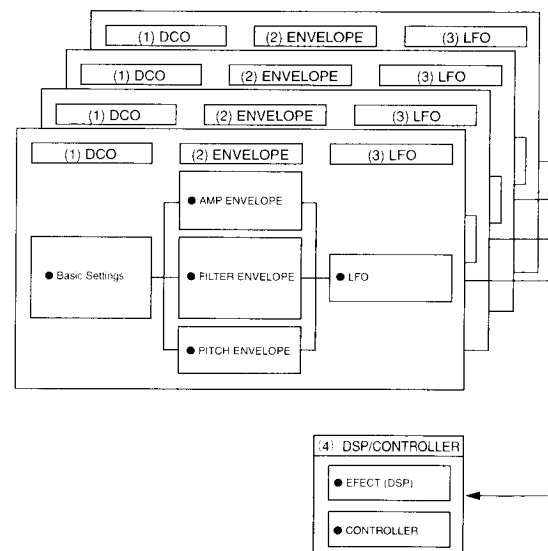 (1) DCO (2) ENVELOPE (3) LFO
(1) DCO (2) ENVELOPE (3) LFO
(1) DCO (2) ENVELOPE (3) LFO
(1) DCO (2) ENVELOPE (3) LFO
● AMP ENVELOPE
● Basic Settings ● FILTER ENVELOPE ● LFO
● PITCH ENVELOPE
(4) DSP/CONTROLLER
● EFECT (DSP)
● CONTROLLER